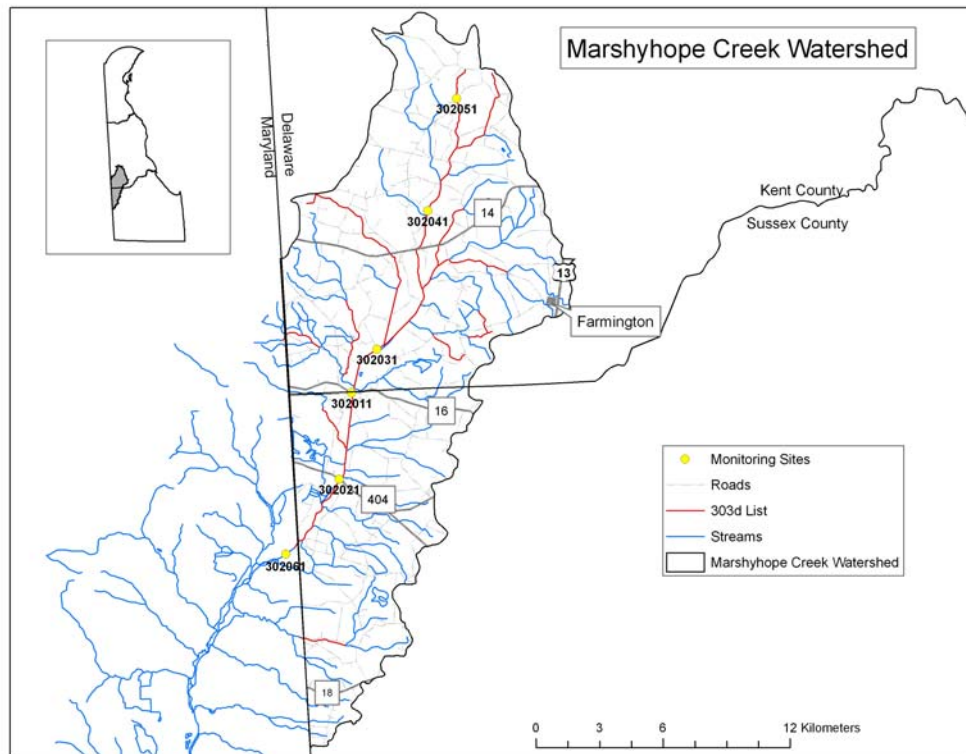 Marshyhope Creek Watershed
Delaware
Maryland
302051
Kent County
Sussex County
302041
14
13
Farmington
302031
302011
16
302021
404
302061
18
Monitoring Sites
Roads
303d List
Streams
Marshyhope Creek Watershed
0 3 6 12 Kilometers